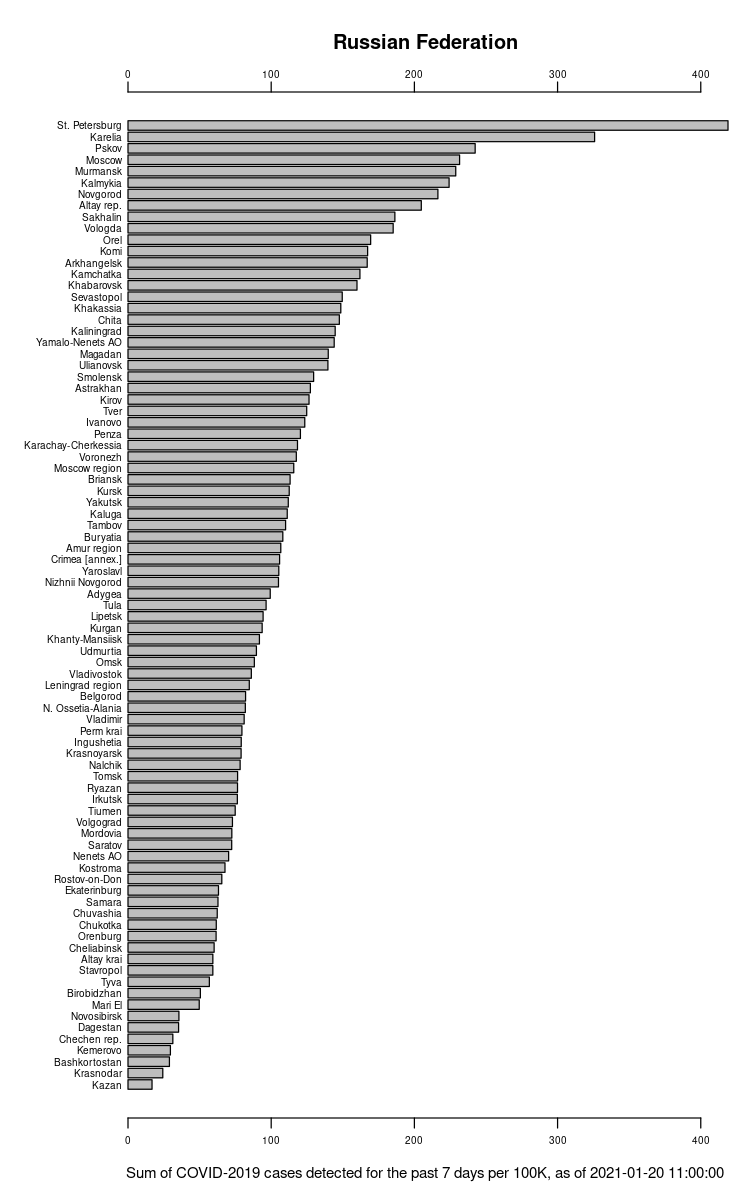 Russian Federation
0 100 200 300 400
St. Petersburg
Karelia
Pskov
Moscow
Murmansk
Kalmykia
Novgorod
Altay rep.
Sakhalin
Vologda
Orel
Komi
Arkhangelsk
Kamchatka
Khabarovsk
Sevastopol
Khakassia
Chita
Kaliningrad
Yamalo-Nenets AO
Magadan
Ulianovsk
Smolensk
Astrakhan
Kirov
Tver
Ivanovo
Penza
Karachay-Cherkessia
Voronezh
Moscow region
Briansk
Kursk
Yakutsk
Kaluga
Tambov
Buryatia
Amur region
Crimea [annex.]
Yaroslavl
Nizhnii Novgorod
Adygea
Tula
Lipetsk
Kurgan
Khanty-Mansiisk
Udmurtia
Omsk
Vladivostok
Leningrad region
Belgorod
N. Ossetia-Alania
Vladimir
Perm krai
Ingushetia
Krasnoyarsk
Nalchik
Tomsk
Ryazan
Irkutsk
Tiumen
Volgograd
Mordovia
Saratov
Nenets AO
Kostroma
Rostov-on-Don
Ekaterinburg
Samara
Chuvashia
Chukotka
Orenburg
Cheliabinsk
Altay krai
Stavropol
Tyva
Birobidzhan
Mari El
Novosibirsk
Dagestan
Chechen rep.
Kemerovo
Bashkortostan
Krasnodar
Kazan
0 100 200 300 400
Sum of COVID-2019 cases detected for the past 7 days per 100K, as of 2021-01-20 11:00:00